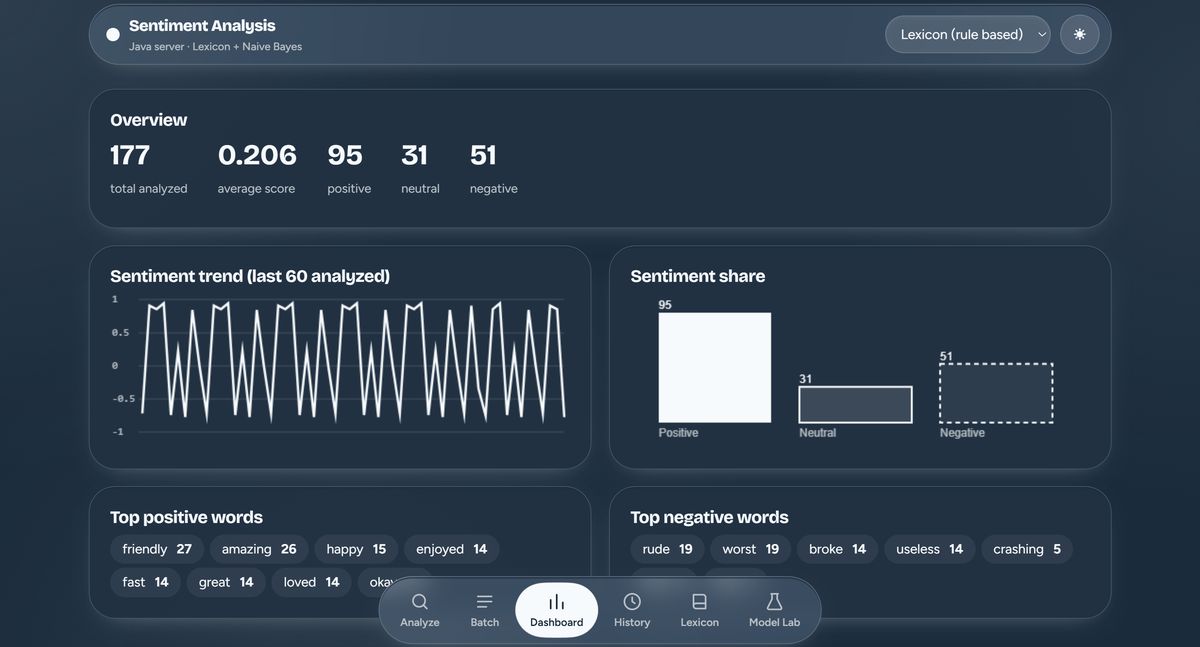 Sentiment Analysis
Java server · Lexicon + Naive Bayes
Lexicon (rule based)
Overview
177 0.206 95 31 51
total analyzed average score positive neutral negative
Sentiment trend (last 60 analyzed)
1
0.5
0
-0.5
-1
Sentiment share
95
31
51
Positive Neutral Negative
Top positive words
friendly 27 amazing 26 happy 15 enjoyed 14
fast 14 great 14 loved 14 okay
Top negative words
rude 19 worst 19 broke 14 useless 14 crashing 5
Analyze Batch Dashboard History Lexicon Model Lab